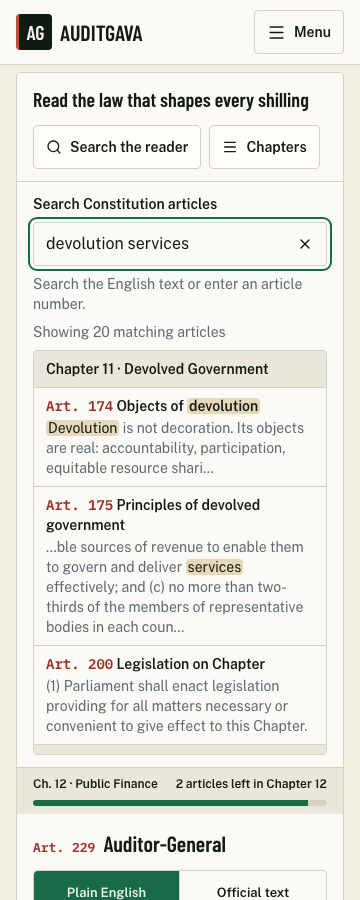 AG AUDITGAVA Menu
Read the law that shapes every shilling
Search the reader Chapters
Search Constitution articles
devolution services
Search the English text or enter an article
number.
Showing 20 matching articles
Chapter 11 · Devolved Government
Art. 174 Objects of devolution
Devolution is not decoration. Its objects
are real: accountability, participation,
equitable resource shari...
Art. 175 Principles of devolved
government
...ble sources of revenue to enable them
to govern and deliver services
effectively; and (c) no more than two-
thirds of the members of representative
bodies in each coun...
Art. 200 Legislation on Chapter
(1) Parliament shall enact legislation
providing for all matters necessary or
convenient to give effect to this Chapter.
Ch. 12 · Public Finance 2 articles left in Chapter 12
Art. 229 Auditor-General
Plain English Official text